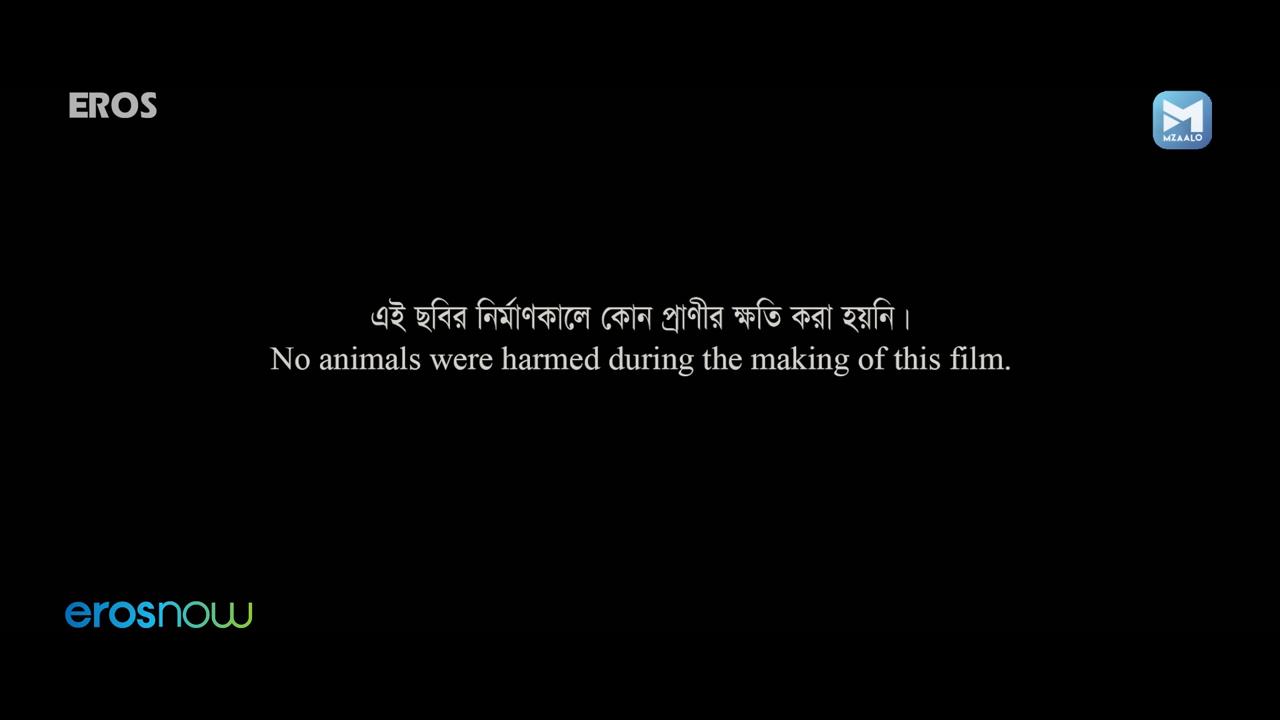 EROS
MZAALO
এই ছবির নির্মাণকালে কোন প্রাণীর ক্ষতি করা হয়নি।
No animals were harmed during the making of this film.
erosnow